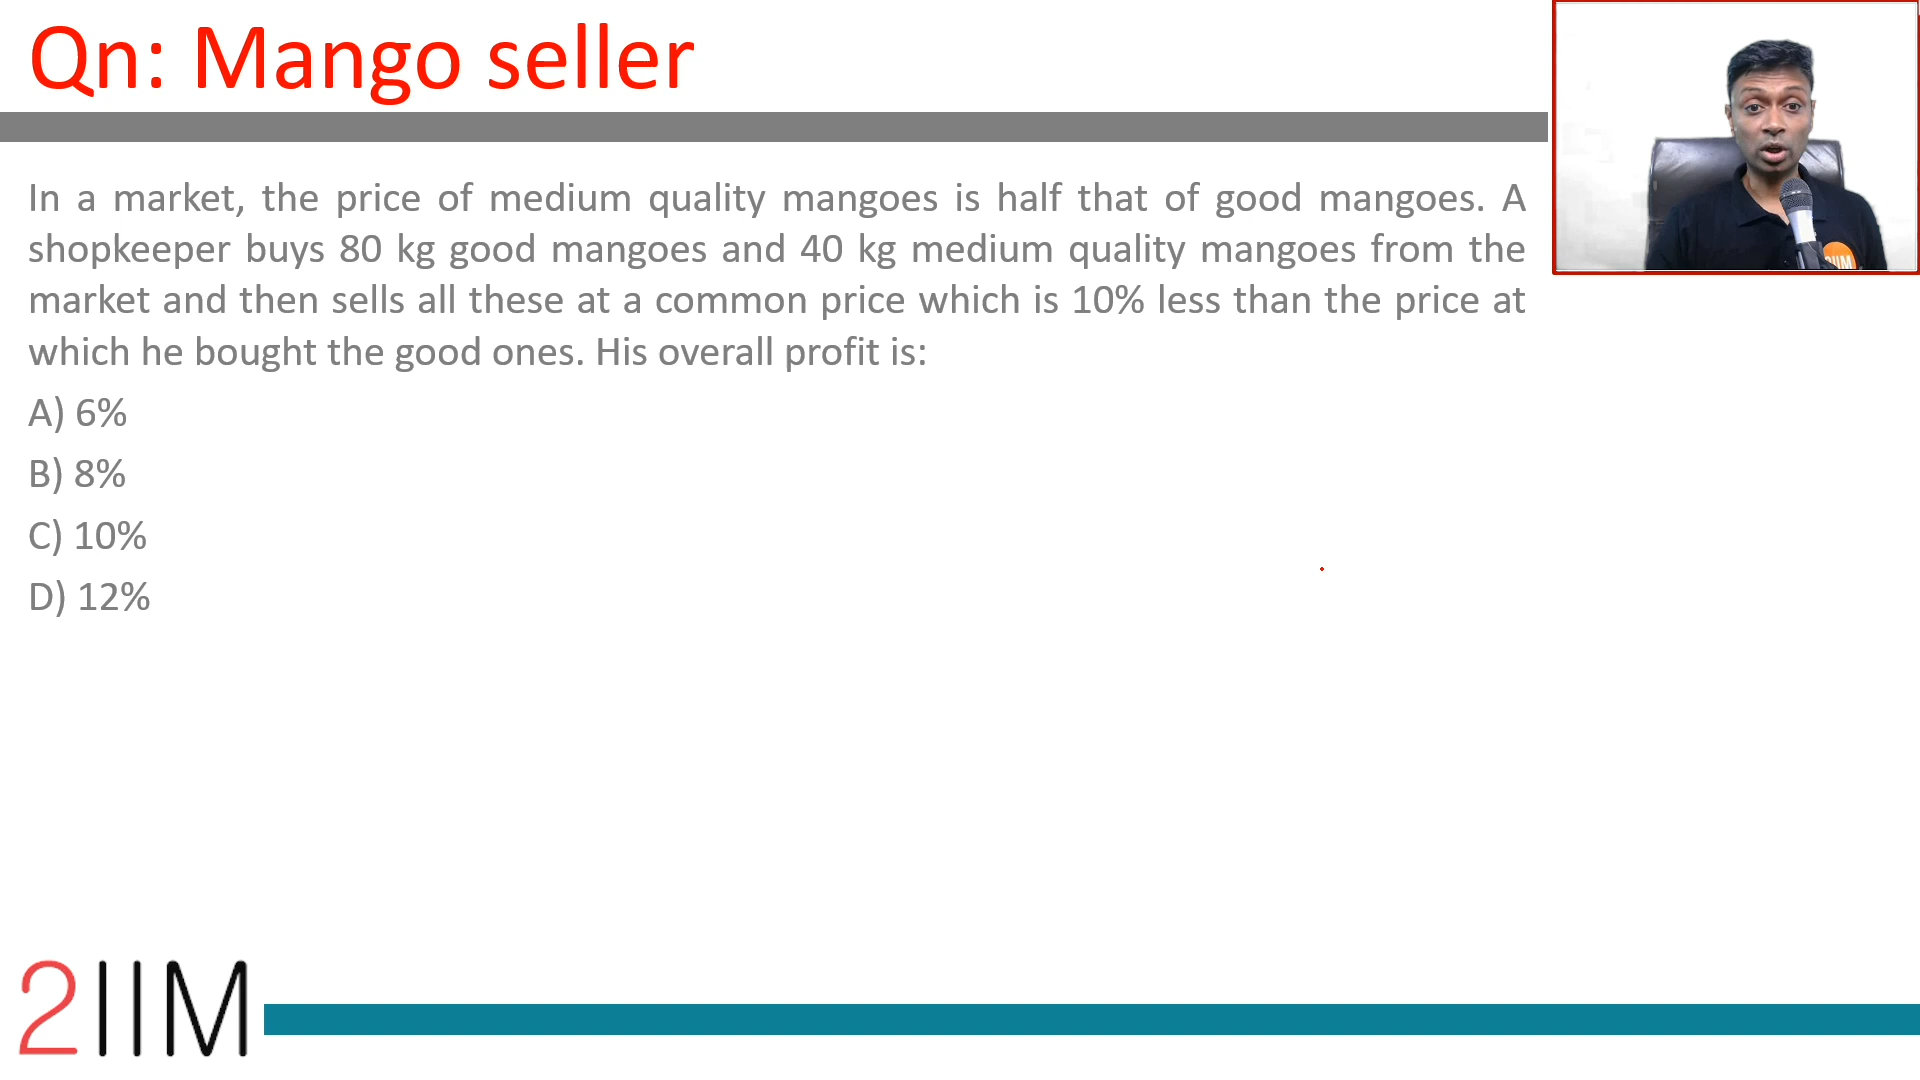 Qn: Mango seller
In a market, the price of medium quality mangoes is half that of good mangoes. A
shopkeeper buys 80 kg good mangoes and 40 kg medium quality mangoes from the
market and then sells all these at a common price which is 10% less than the price at
which he bought the good ones. His overall profit is:
A) 6%
B) 8%
C) 10%
D) 12%
2IIM